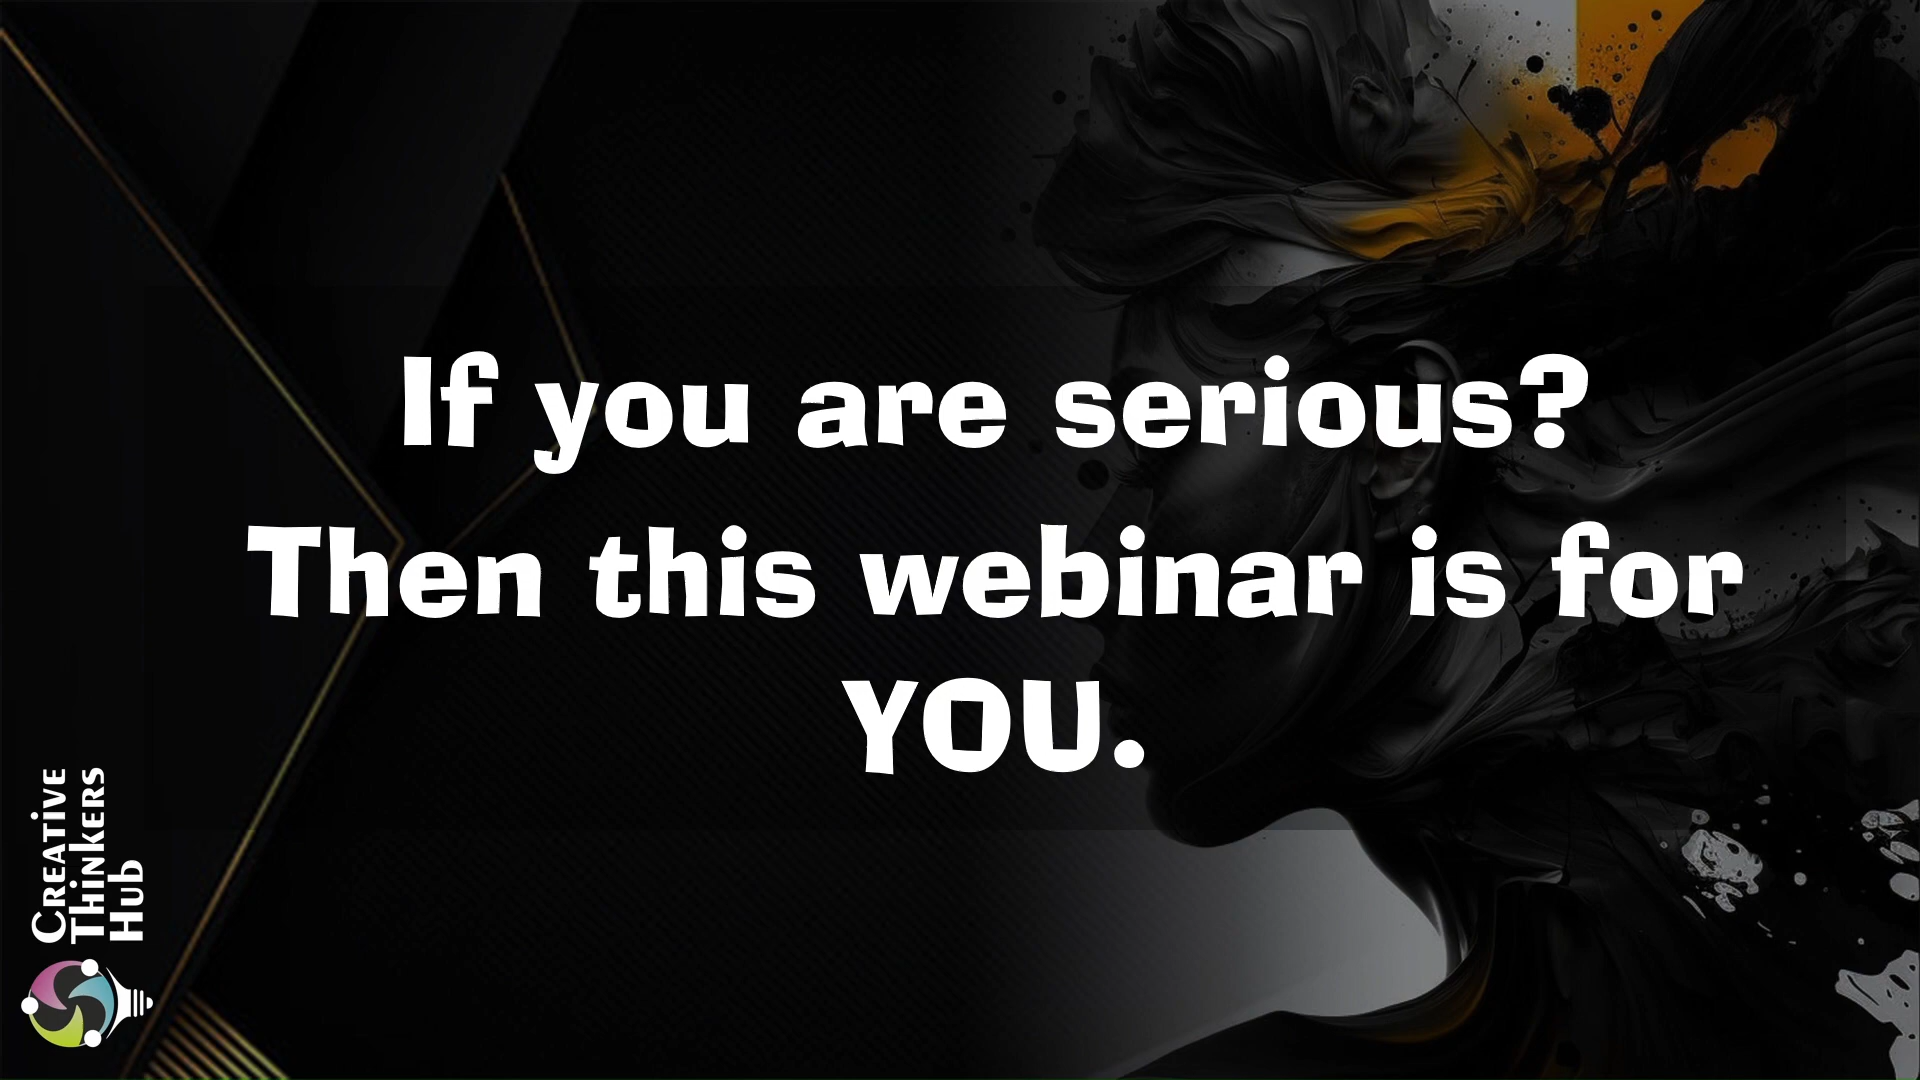 If you are serious?
Then this webinar is for
YOU.
Creative
Thinkers
Hub